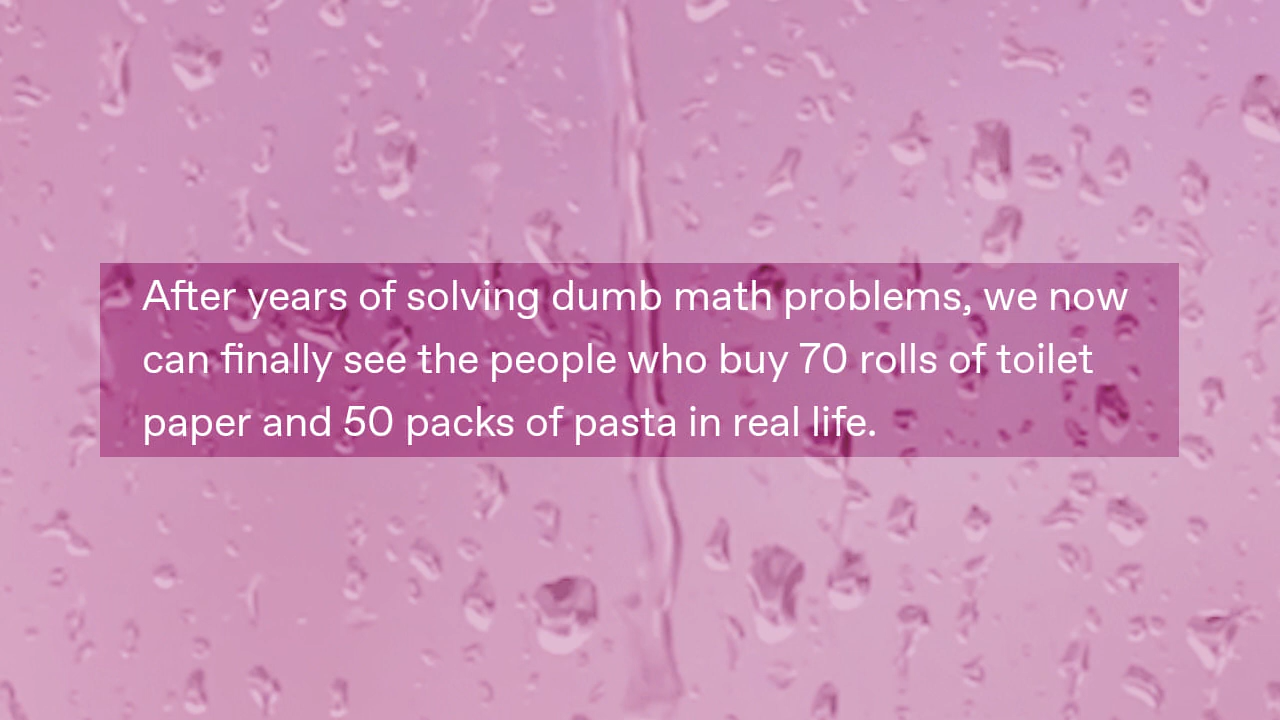 After years of solving dumb math problems, we now
can finally see the people who buy 70 rolls of toilet
paper and 50 packs of pasta in real life.